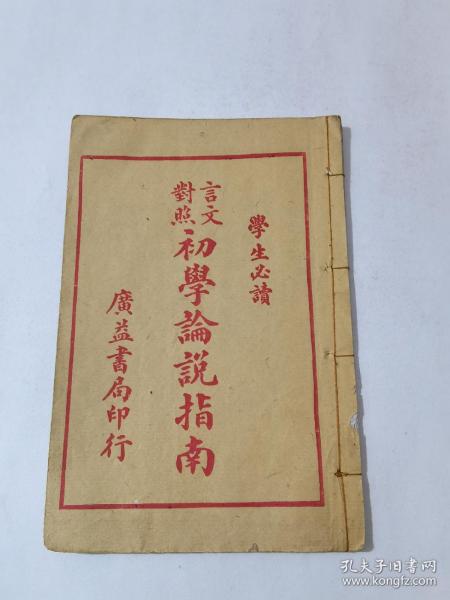 學生必讀
言文對照
初學論說指南
廣益書局印行
孔夫子旧书网
www.kongfz.com